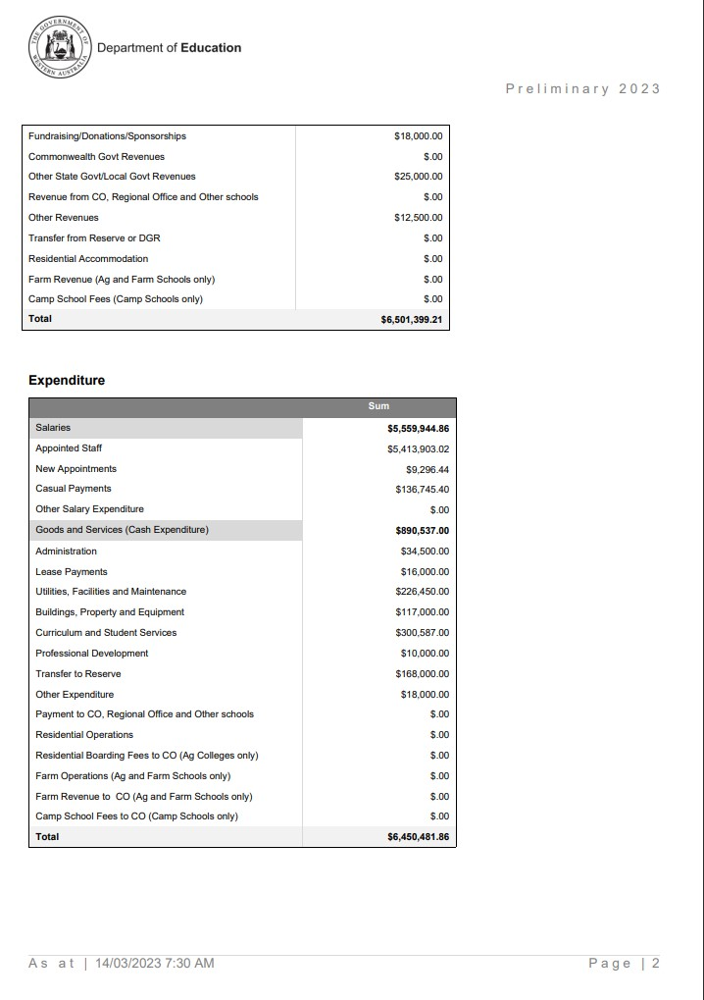 THE GOVERNMENT OF
WESTERN AUSTRALIA
Department of Education
Preliminary 2023
Fundraising/Donations/Sponsorships $18,000.00
Commonwealth Govt Revenues $.00
Other State Govt/Local Govt Revenues $25,000.00
Revenue from CO, Regional Office and Other schools $.00
Other Revenues $12,500.00
Transfer from Reserve or DGR $.00
Residential Accommodation $.00
Farm Revenue (Ag and Farm Schools only) $.00
Camp School Fees (Camp Schools only) $.00
Total $6,501,399.21
Expenditure
Sum
Salaries $5,559,944.86
Appointed Staff $5,413,903.02
New Appointments $9,296.44
Casual Payments $136,745.40
Other Salary Expenditure $.00
Goods and Services (Cash Expenditure) $890,537.00
Administration $34,500.00
Lease Payments $16,000.00
Utilities, Facilities and Maintenance $226,450.00
Buildings, Property and Equipment $117,000.00
Curriculum and Student Services $300,587.00
Professional Development $10,000.00
Transfer to Reserve $168,000.00
Other Expenditure $18,000.00
Payment to CO, Regional Office and Other schools $.00
Residential Operations $.00
Residential Boarding Fees to CO (Ag Colleges only) $.00
Farm Operations (Ag and Farm Schools only) $.00
Farm Revenue to CO (Ag and Farm Schools only) $.00
Camp School Fees to CO (Camp Schools only) $.00
Total $6,450,481.86
As at | 14/03/2023 7:30 AM Page | 2